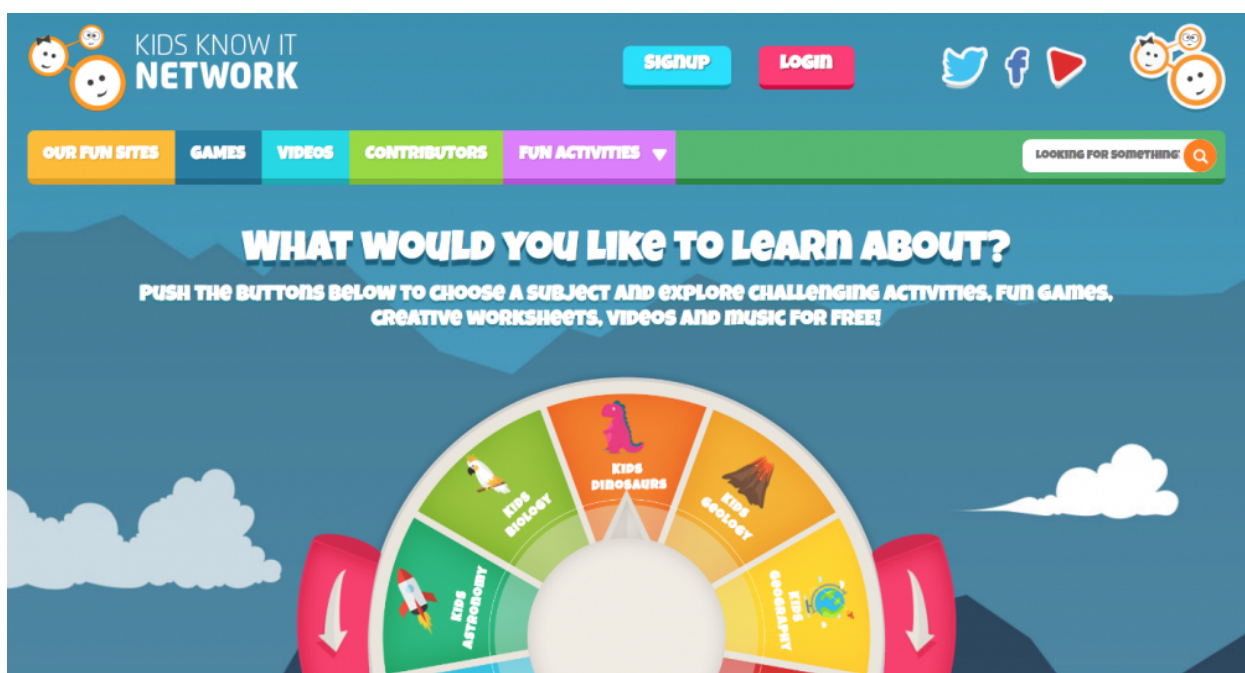 KIDS KNOW IT
NETWORK
SIGNUP
LOGIN
OUR FUN SITES
GAMES
VIDEOS
CONTRIBUTORS
FUN ACTIVITIES
LOOKING FOR SOMETHING
WHAT WOULD YOU LIKE TO LEARN ABOUT?
PUSH THE BUTTONS BELOW TO CHOOSE A SUBJECT AND EXPLORE CHALLENGING ACTIVITIES, FUN GAMES,
CREATIVE WORKSHEETS, VIDEOS AND MUSIC FOR FREE!
KIDS
ASTRONOMY
KIDS
BIOLOGY
KIDS
DINOSAURS
KIDS
GEOLOGY
KIDS
GEOGRAPHY